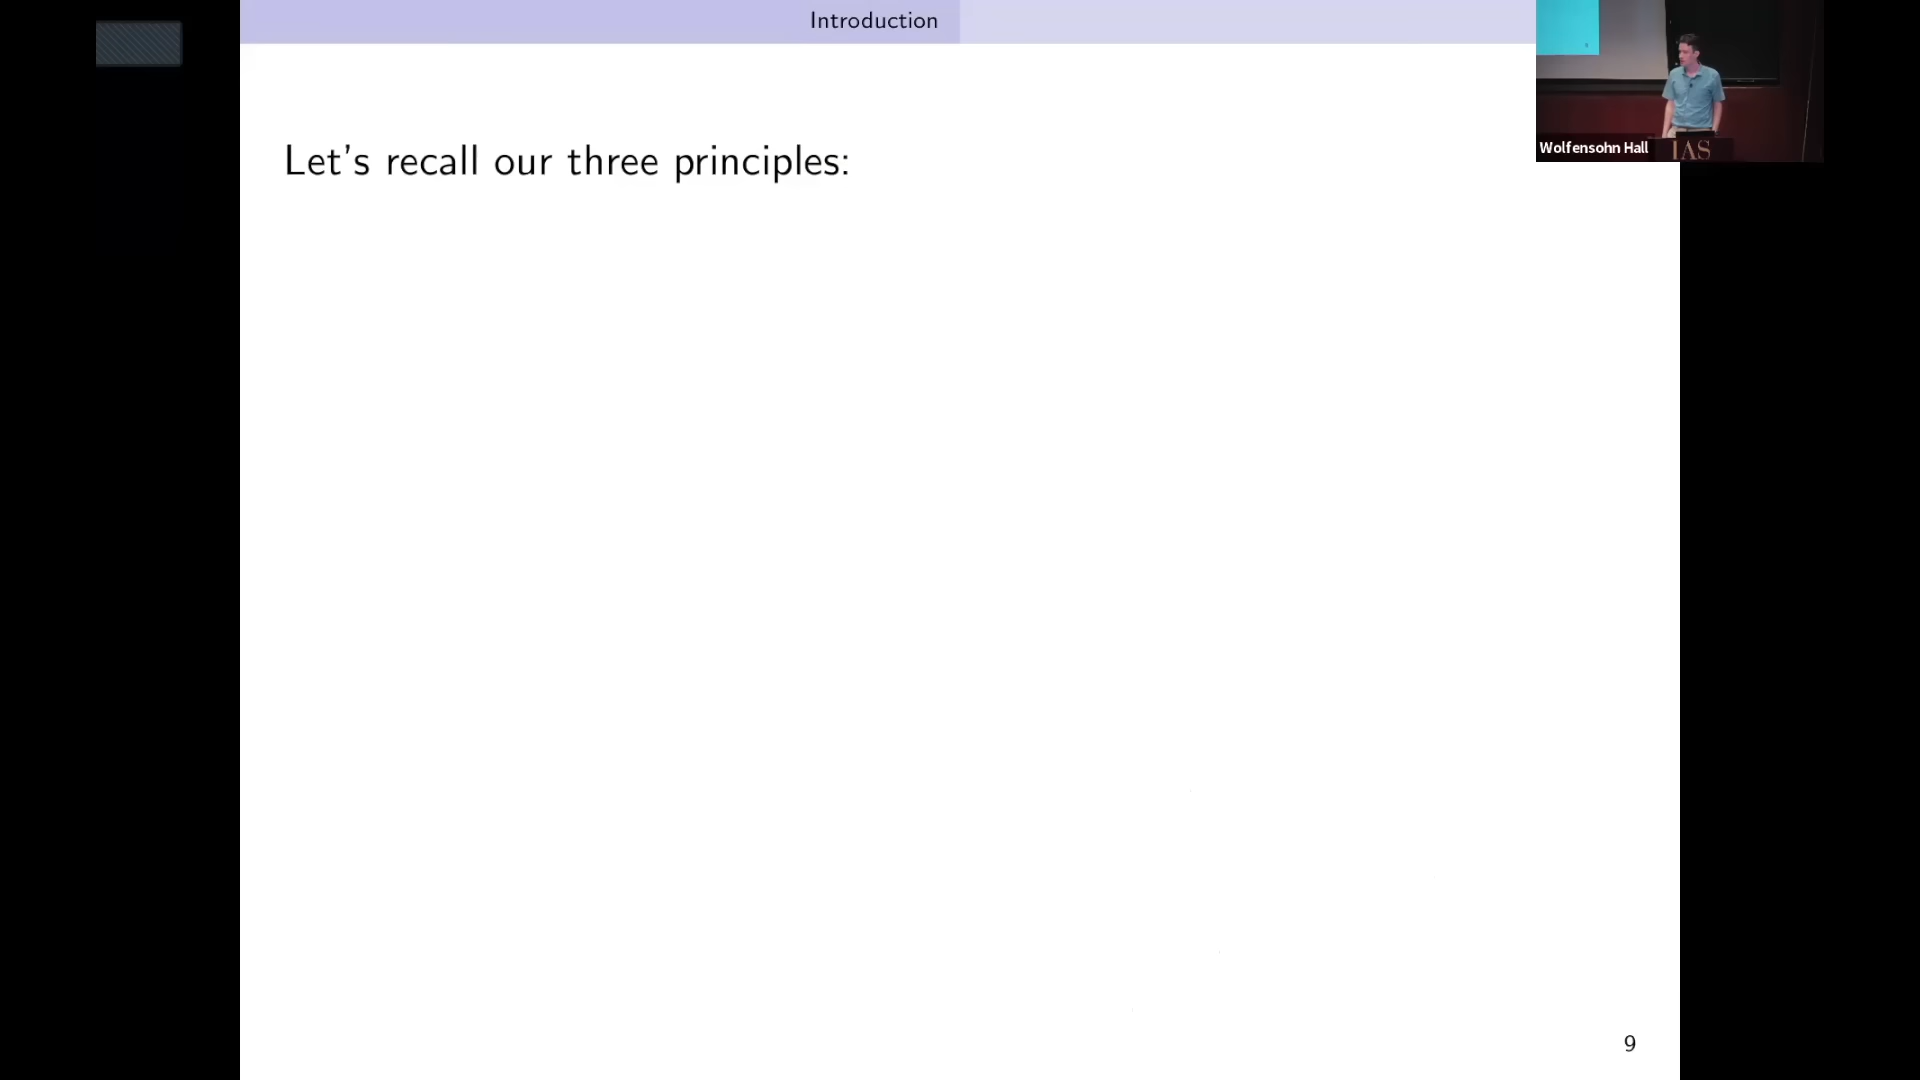 Introduction
Let's recall our three principles:
Wolfensohn Hall
IAS
9